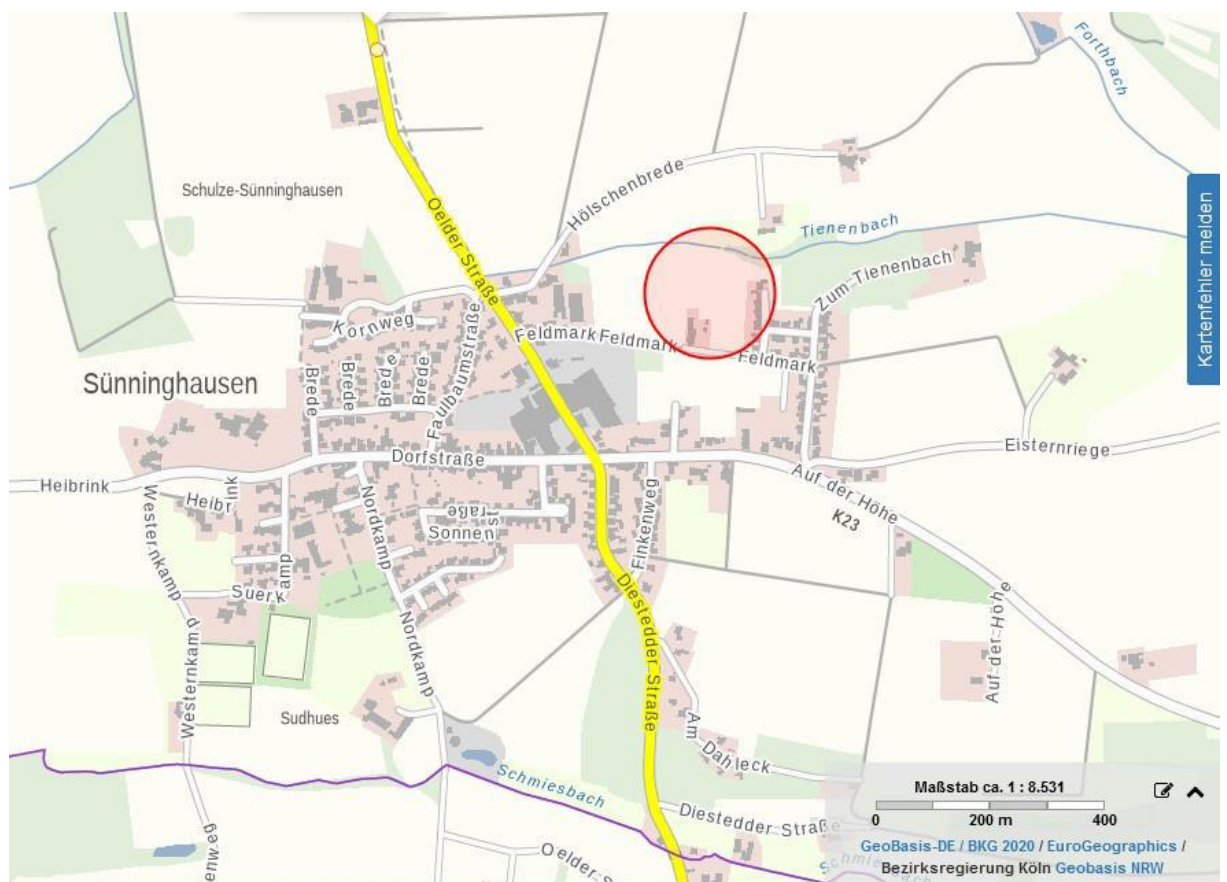 Forthbach
Schulze-Sünninghausen
Oelder Straße
Hölschenbrede
Tienenbach
Kartenfehler melden
Zum Tienenbach
Kornweg
Feldmark
Feldmark
Feldmark
Sünninghausen
Brede
Brede
Brede
Brede
Faulbaumstraße
Dorfstraße
Eisternriege
Heibrink
Heibrink
Auf der Höhe
K23
Westernkamp
Nordkamp
Sonnenstraße
Finkenweg
Suerkamp
Diestedder Straße
Auf-der-Höhe
Nordkamp
Westernkamp
Sudhues
Am Dahleck
Schmiesbach
Maßstab ca. 1 : 8.531
0 200 m 400
Diestedder Straße
GeoBasis-DE / BKG 2020 / EuroGeographics /
Bezirksregierung Köln Geobasis NRW
enweg
Oelder S